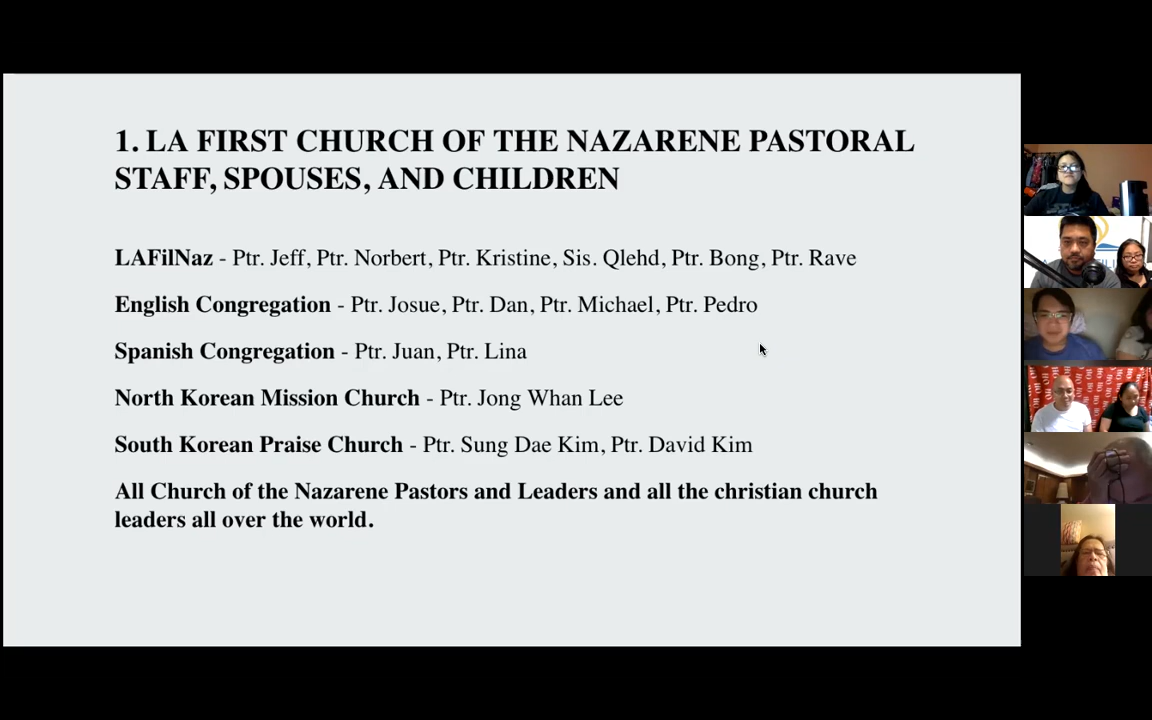 1. LA FIRST CHURCH OF THE NAZARENE PASTORAL
STAFF, SPOUSES, AND CHILDREN
LAFilNaz - Ptr. Jeff, Ptr. Norbert, Ptr. Kristine, Sis. Qlehd, Ptr. Bong, Ptr. Rave
English Congregation - Ptr. Josue, Ptr. Dan, Ptr. Michael, Ptr. Pedro
Spanish Congregation - Ptr. Juan, Ptr. Lina
North Korean Mission Church - Ptr. Jong Whan Lee
South Korean Praise Church - Ptr. Sung Dae Kim, Ptr. David Kim
All Church of the Nazarene Pastors and Leaders and all the christian church
leaders all over the world.